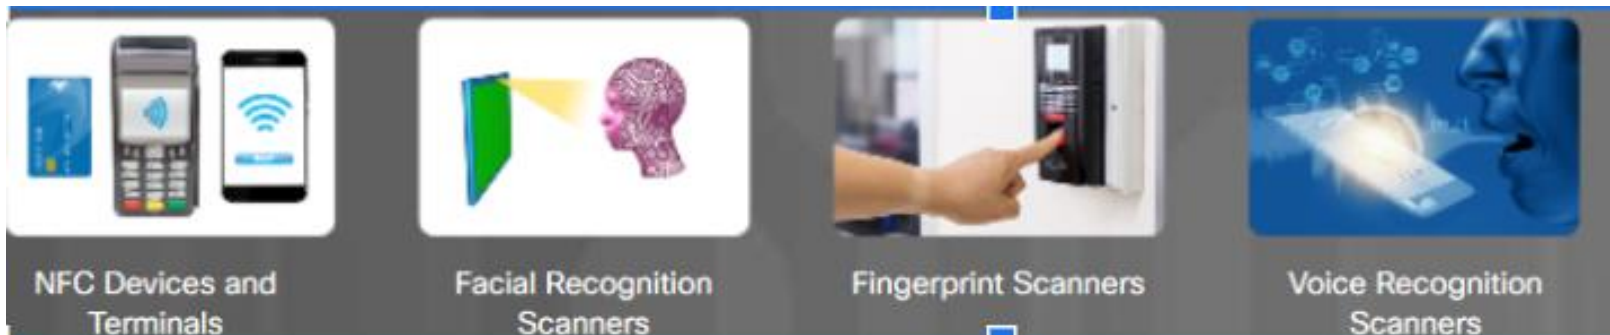 NFC Devices and
Terminals
Facial Recognition
Scanners
Fingerprint Scanners
Voice Recognition
Scanners